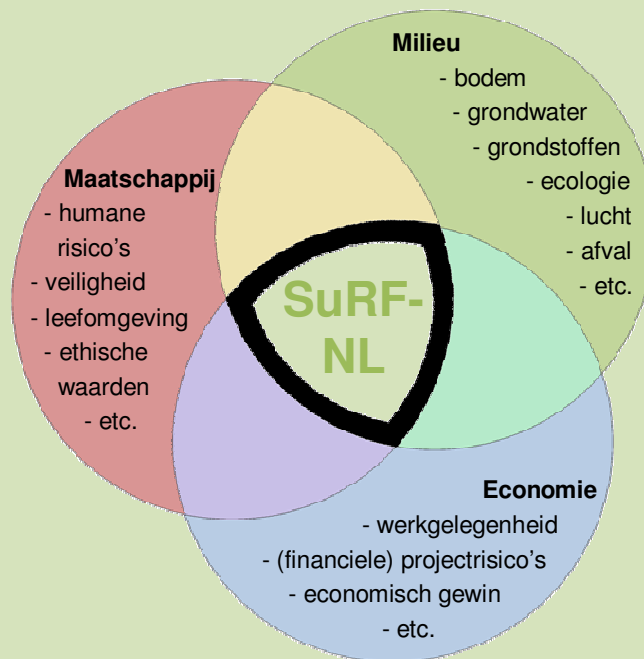 Milieu
- bodem
- grondwater
- grondstoffen
- ecologie
- lucht
- afval
- etc.
Maatschappij
- humane
risico's
- veiligheid
- leefomgeving
- ethische
waarden
- etc.
SuRF-
NL
Economie
- werkgelegenheid
- (financiele) projectrisico's
- economisch gewin
- etc.